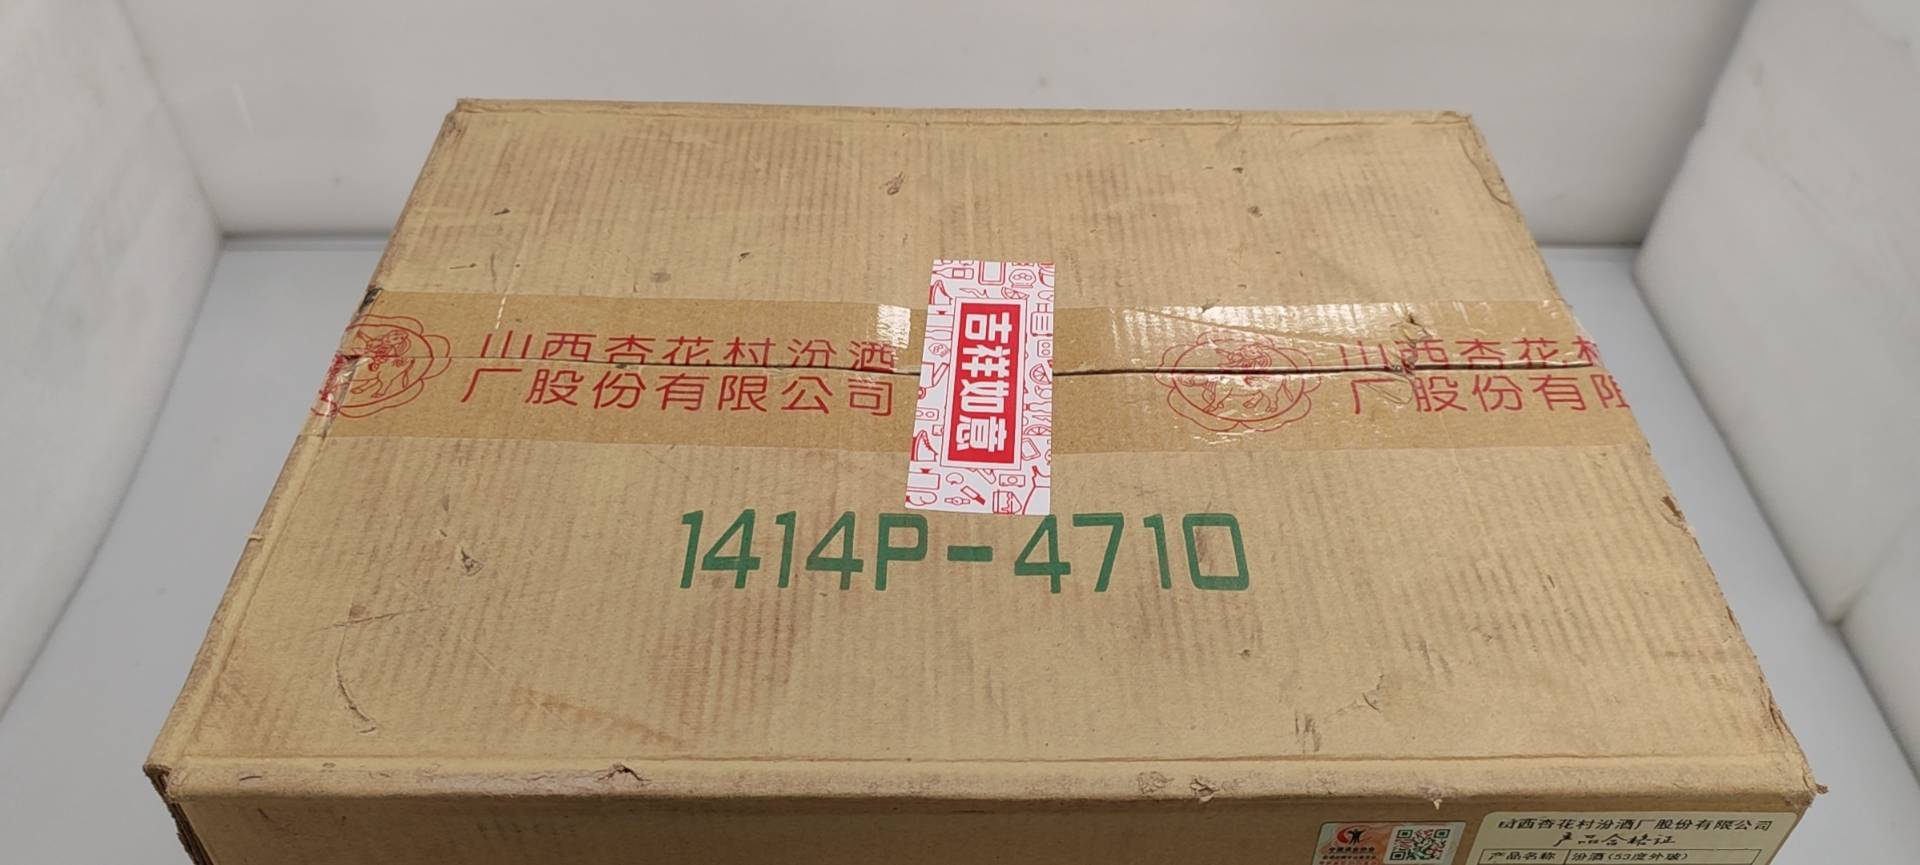 山西杏花村汾酒
厂股份有限公司
吉祥如意
山西杏花村
厂股份有限
1414P-4710
山西杏花村汾酒厂股份有限公司
产品合格证
产品名称 汾酒(53度外玻)